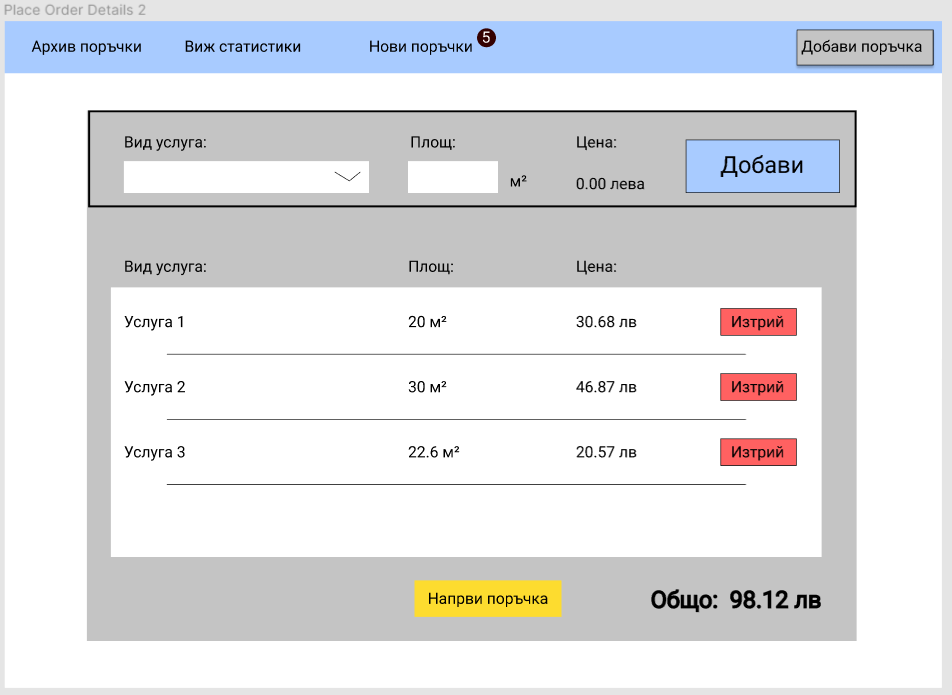 Place Order Details 2
Архив поръчки Виж статистики Нови поръчки 5 Добави поръчка
Вид услуга: Площ: Цена:
м² 0.00 лева Добави
Вид услуга: Площ: Цена:
Услуга 1 20 м² 30.68 лв Изтрий
Услуга 2 30 м² 46.87 лв Изтрий
Услуга 3 22.6 м² 20.57 лв Изтрий
Напрви поръчка Общо: 98.12 лв